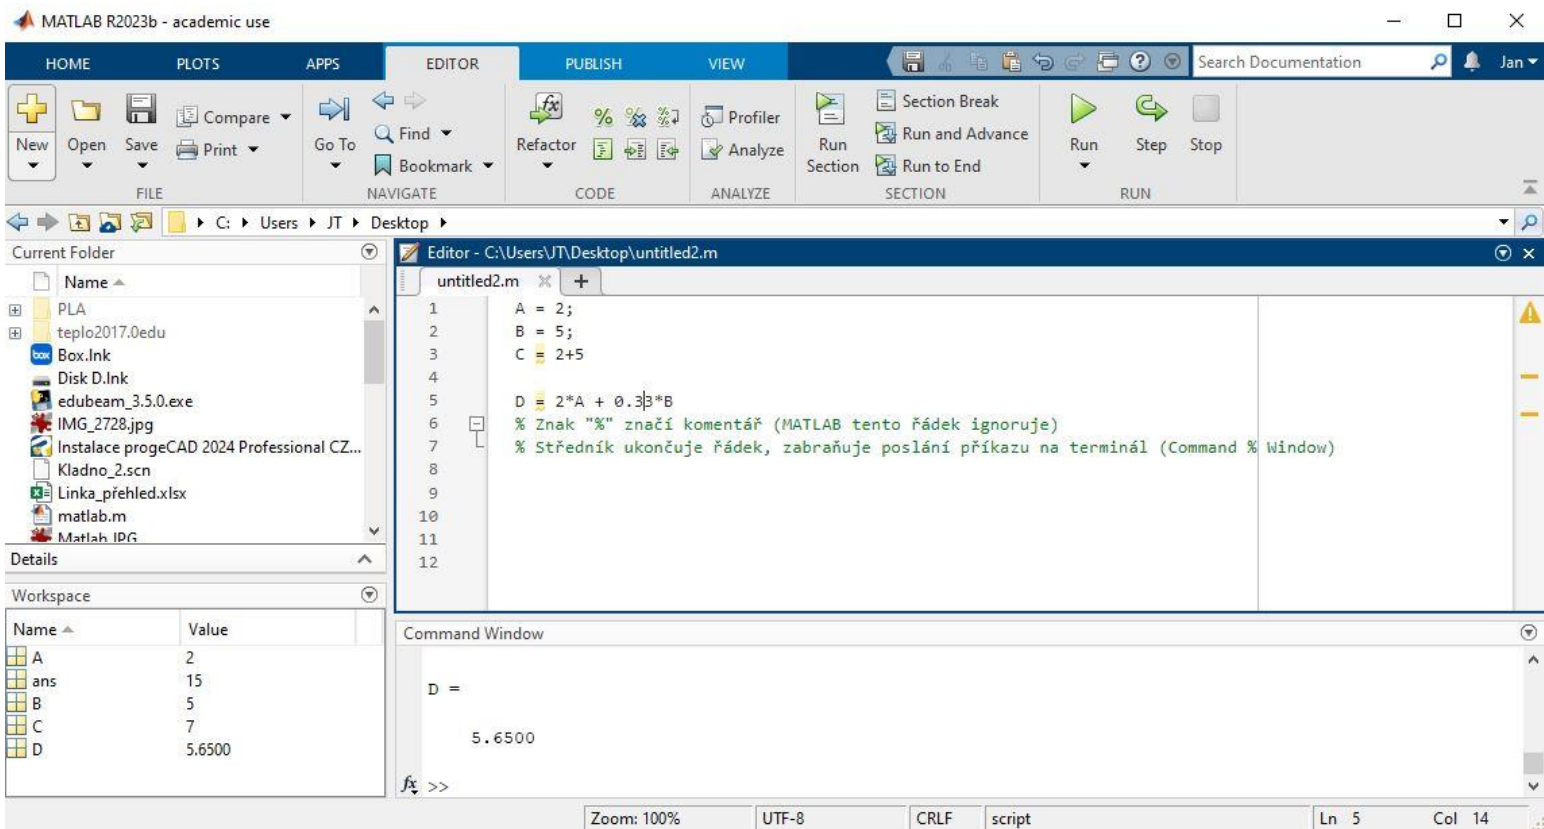 MATLAB R2023b - academic use
HOME PLOTS APPS EDITOR PUBLISH VIEW Search Documentation Jan
New Open Save Compare Print
FILE
Go To Find Bookmark
NAVIGATE
Refactor
CODE
Profiler Analyze
ANALYZE
Run Section Section Break Run and Advance Run to End
SECTION
Run Step Stop
RUN
C: Users JT Desktop
Current Folder
Name
PLA
teplo2017.0edu
box Box.lnk
Disk D.lnk
edubeam_3.5.0.exe
IMG_2728.jpg
Instalace progeCAD 2024 Professional CZ...
Kladno_2.scn
Linka_přehled.xlsx
matlab.m
Matlab.JPG
Details
Workspace
Name Value
A 2
ans 15
B 5
C 7
D 5.6500
Editor - C:\Users\JT\Desktop\untitled2.m
untitled2.m +
1 A = 2;
2 B = 5;
3 C = 2+5
4
5 D = 2*A + 0.33*B
6 % Znak "%" značí komentář (MATLAB tento řádek ignoruje)
7 % Středník ukončuje řádek, zabraňuje poslání příkazu na terminál (Command % Window)
8
9
10
11
12
Command Window
D =
5.6500
fx >>
Zoom: 100% UTF-8 CRLF script Ln 5 Col 14